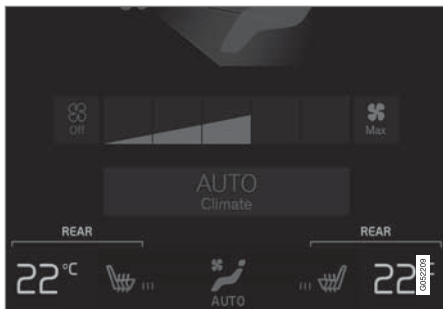 Off
Max
AUTO
Climate
REAR
REAR
22°C
22°
AUTO
G052209